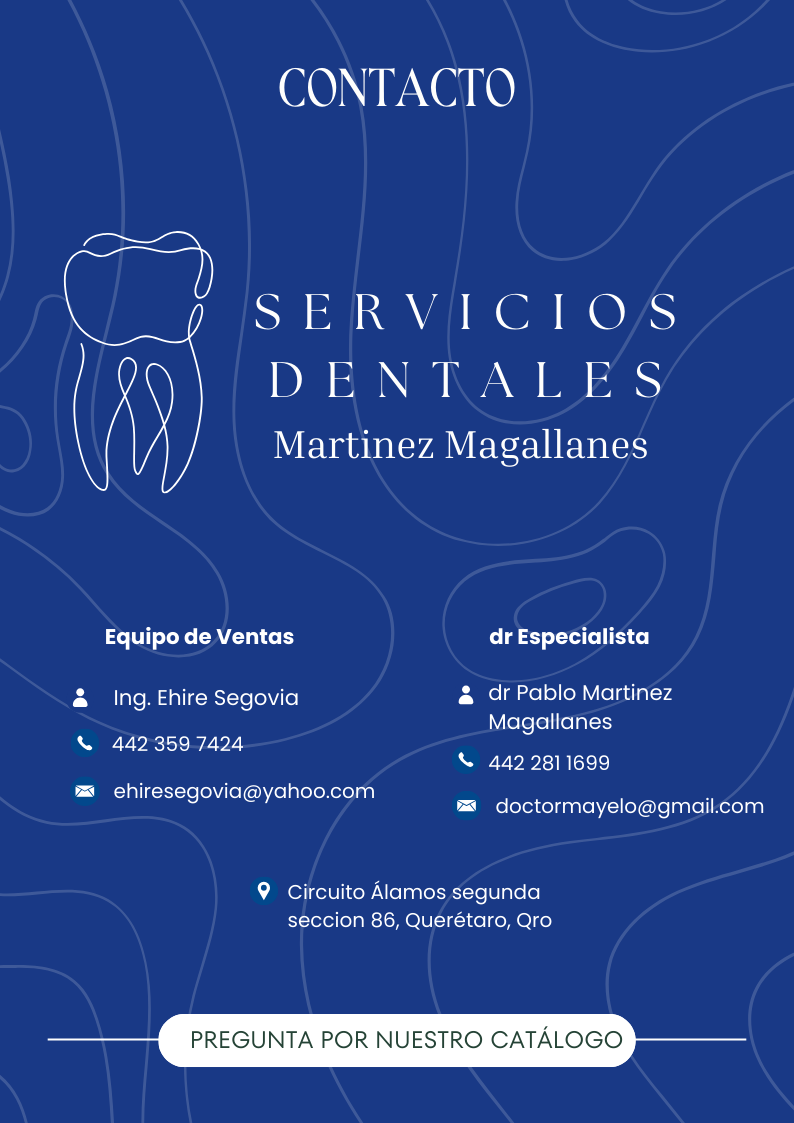 CONTACTO
SERVICIOS
DENTALES
Martinez Magallanes
Equipo de Ventas
Ing. Ehire Segovia
442 359 7424
ehiresegovia@yahoo.com
dr Especialista
dr Pablo Martinez
Magallanes
442 281 1699
doctormayelo@gmail.com
Circuito Álamos segunda
seccion 86, Querétaro, Qro
PREGUNTA POR NUESTRO CATÁLOGO